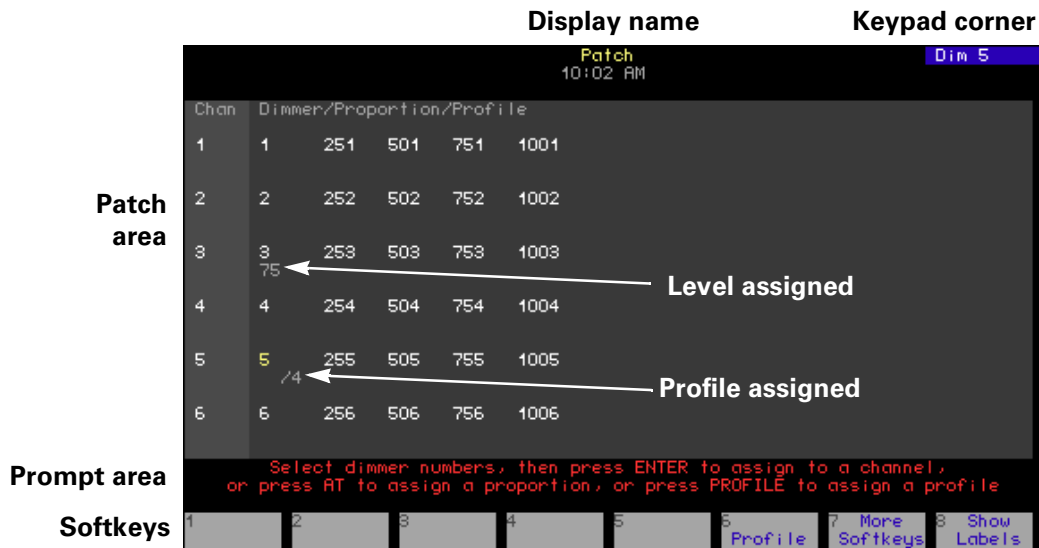 Display name Keypad corner
Patch Dim 5
10:02 AM
Chan Dimmer/Proportion/Profile
1 1 251 501 751 1001
Patch area
2 2 252 502 752 1002
3 3 253 503 753 1003
75
Level assigned
4 4 254 504 754 1004
5 5 255 505 755 1005
/4
Profile assigned
6 6 256 506 756 1006
Prompt area
Select dimmer numbers, then press ENTER to assign to a channel,
or press AT to assign a proportion, or press PROFILE to assign a profile
Softkeys
1 2 3 4 5 6 Profile 7 More Softkeys 8 Show Labels